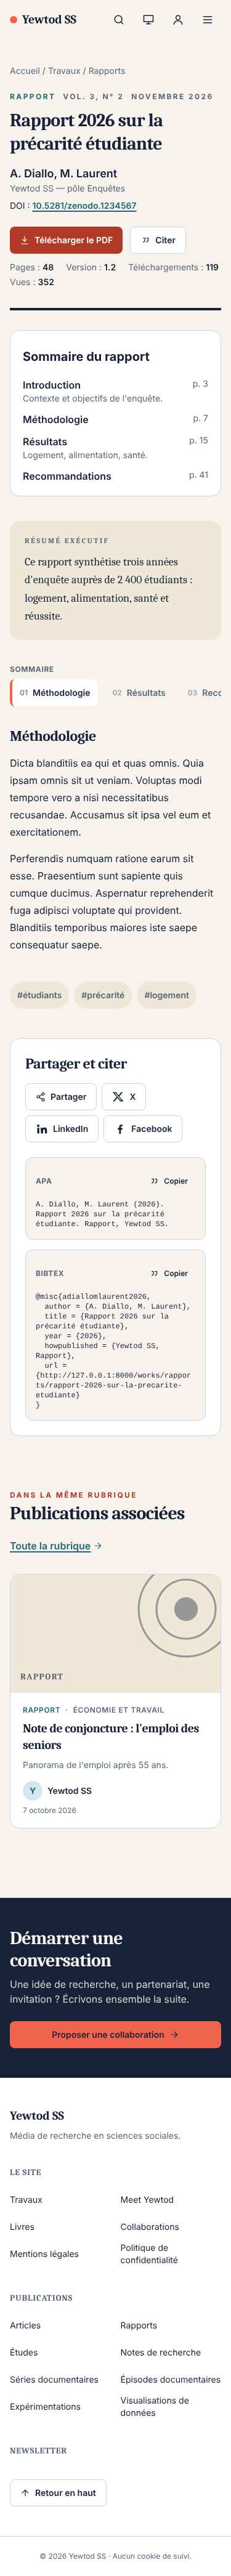 Yewtod SS
Accueil / Travaux / Rapports
RAPPORT VOL. 3, N° 2 NOVEMBRE 2026
Rapport 2026 sur la
précarité étudiante
A. Diallo, M. Laurent
Yewtod SS — pôle Enquêtes
DOI : 10.5281/zenodo.1234567
Télécharger le PDF
Citer
Pages : 48 Version : 1.2 Téléchargements : 119
Vues : 352
Sommaire du rapport
Introduction p. 3
Contexte et objectifs de l'enquête.
Méthodologie p. 7
Résultats p. 15
Logement, alimentation, santé.
Recommandations p. 41
RÉSUMÉ EXÉCUTIF
Ce rapport synthétise trois années
d'enquête auprès de 2 400 étudiants :
logement, alimentation, santé et
réussite.
SOMMAIRE
01 Méthodologie 02 Résultats 03 Reco
Méthodologie
Dicta blanditiis ea qui et quas omnis. Quia
ipsam omnis sit ut veniam. Voluptas modi
tempore vero a nisi necessitatibus
recusandae. Accusamus sit ipsa vel eum et
exercitationem.
Perferendis numquam ratione earum sit
esse. Praesentium sunt sapiente quis
cumque ducimus. Aspernatur reprehenderit
fuga adipisci voluptate qui provident.
Blanditiis temporibus maiores iste saepe
consequatur saepe.
#étudiants #précarité #logement
Partager et citer
Partager
X
LinkedIn
Facebook
APA
Copier
A. Diallo, M. Laurent (2026).
Rapport 2026 sur la précarité
étudiante. Rapport, Yewtod SS.
BIBTEX
Copier
@misc{adiallomlaurent2026,
author = {A. Diallo, M. Laurent},
title = {Rapport 2026 sur la
précarité étudiante},
year = {2026},
howpublished = {Yewtod SS,
Rapport},
url =
{http://127.0.0.1:8000/works/rappor
ts/rapport-2026-sur-la-precarite-
etudiante}
}
DANS LA MÊME RUBRIQUE
Publications associées
Toute la rubrique
RAPPORT
RAPPORT · ÉCONOMIE ET TRAVAIL
Note de conjoncture : l'emploi des
seniors
Panorama de l'emploi après 55 ans.
Y Yewtod SS
7 octobre 2026
Démarrer une
conversation
Une idée de recherche, un partenariat, une
invitation ? Écrivons ensemble la suite.
Proposer une collaboration
Yewtod SS
Média de recherche en sciences sociales.
LE SITE
Travaux
Meet Yewtod
Livres
Collaborations
Mentions légales
Politique de
confidentialité
PUBLICATIONS
Articles
Rapports
Études
Notes de recherche
Séries documentaires
Épisodes documentaires
Expérimentations
Visualisations de
données
NEWSLETTER
Retour en haut
© 2026 Yewtod SS · Aucun cookie de suivi.